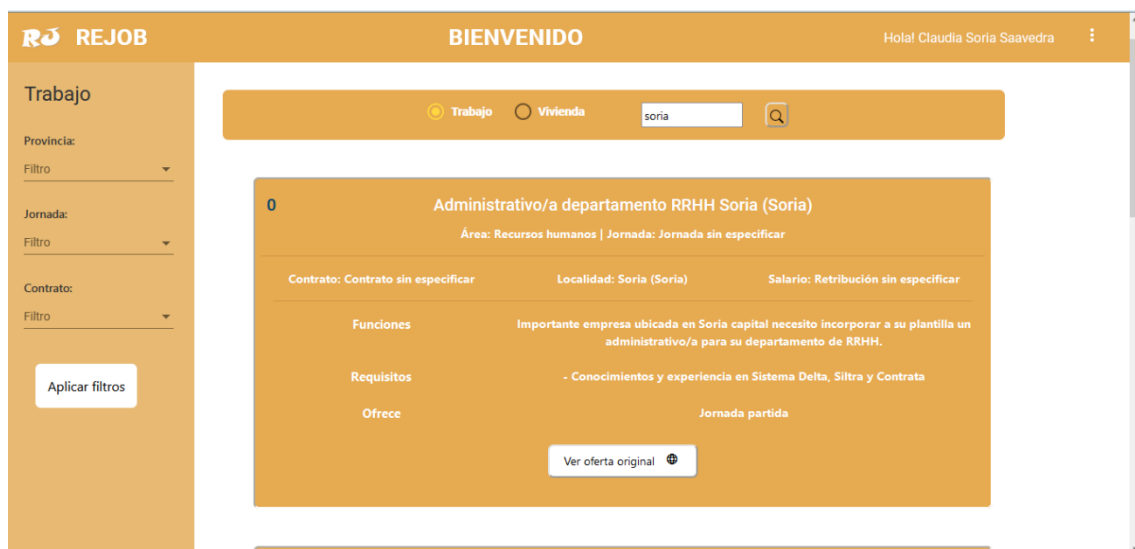 RJ REJOB
BIENVENIDO
Hola! Claudia Soria Saavedra
Trabajo
Provincia:
Filtro
Jornada:
Filtro
Contrato:
Filtro
Aplicar filtros
Trabajo Vivienda soria
0 Administrativo/a departamento RRHH Soria (Soria)
Área: Recursos humanos | Jornada: Jornada sin especificar
Contrato: Contrato sin especificar Localidad: Soria (Soria) Salario: Retribución sin especificar
Funciones Importante empresa ubicada en Soria capital necesito incorporar a su plantilla un
administrativo/a para su departamento de RRHH.
Requisitos - Conocimientos y experiencia en Sistema Delta, Siltra y Contrata
Ofrece Jornada partida
Ver oferta original